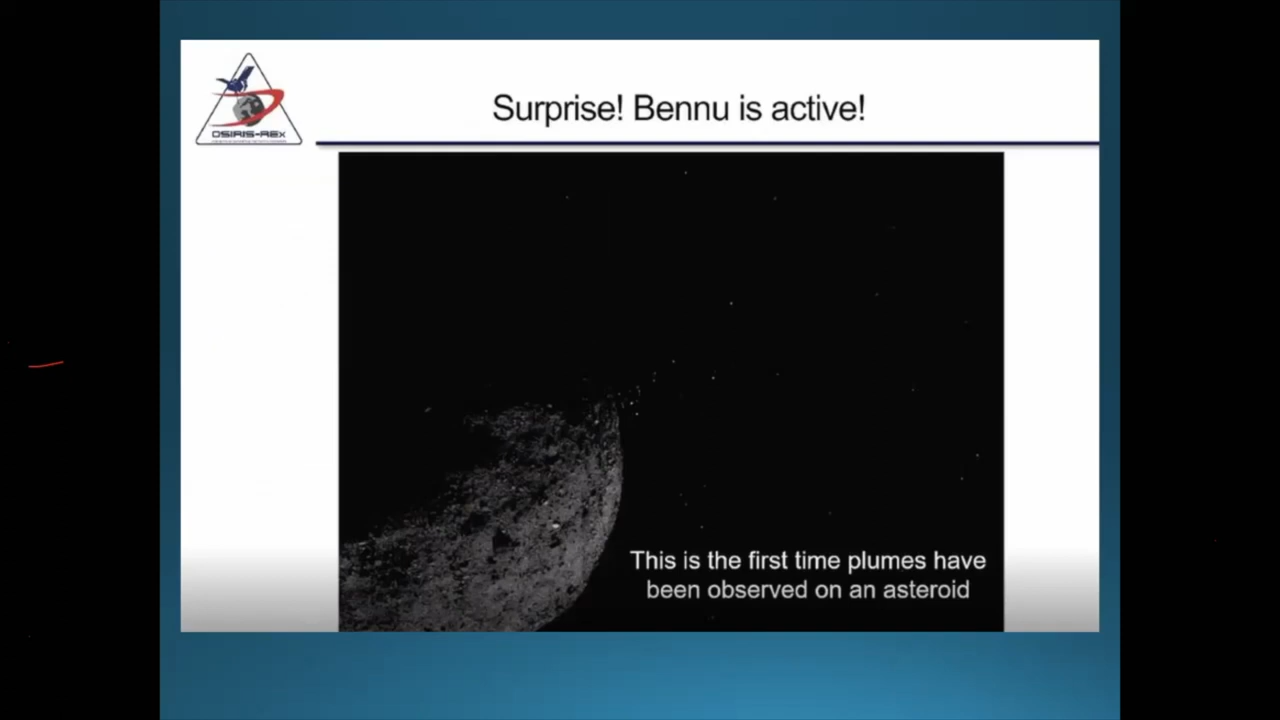 Surprise! Bennu is active!
OSIRIS-REx
This is the first time plumes have
been observed on an asteroid